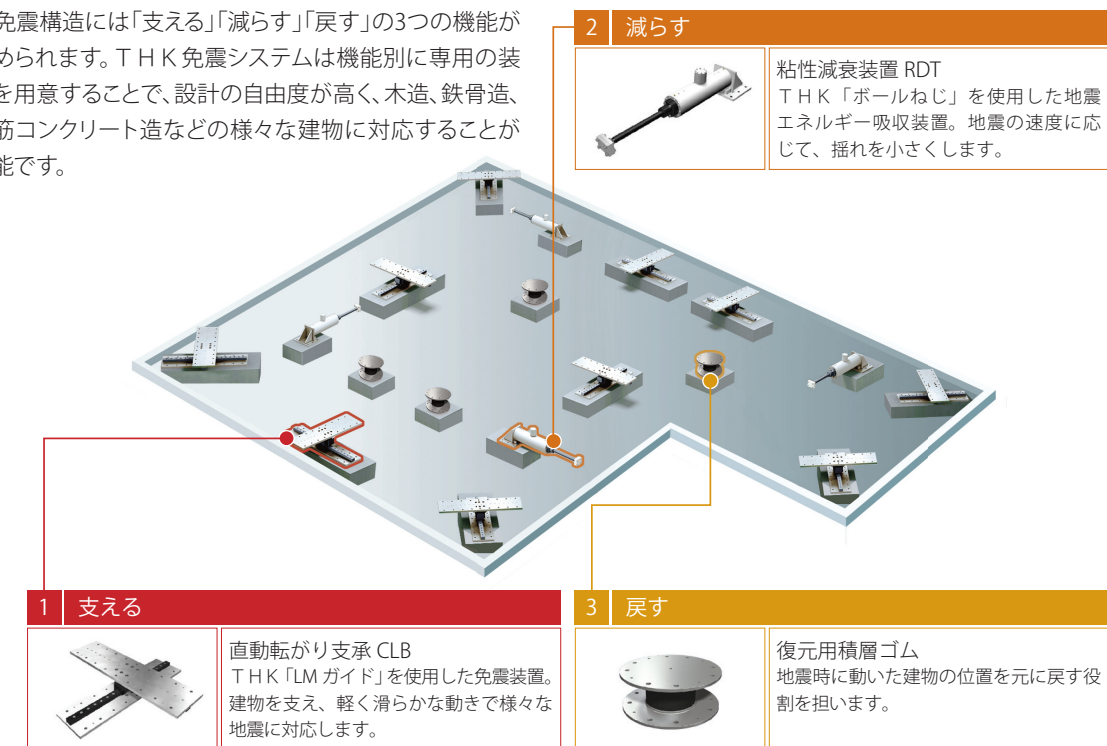 免震構造には「支える」「減らす」「戻す」の3つの機能が
められます。THK免震システムは機能別に専用の装
を用意することで、設計の自由度が高く、木造、鉄骨造、
筋コンクリート造などの様々な建物に対応することが
能です。
2 減らす
粘性減衰装置 RDT
THK「ボールねじ」を使用した地震
エネルギー吸収装置。地震の速度に応
じて、揺れを小さくします。
1 支える
直動転がり支承 CLB
THK「LMガイド」を使用した免震装置。
建物を支え、軽く滑らかな動きで様々な
地震に対応します。
3 戻す
復元用積層ゴム
地震時に動いた建物の位置を元に戻す役
割を担います。